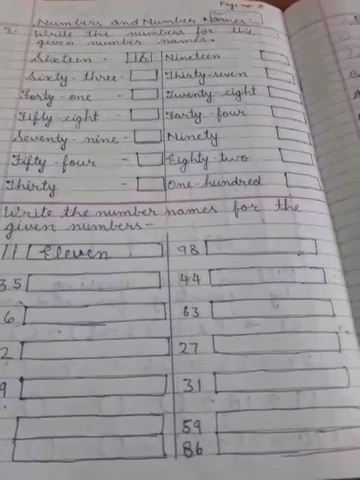 Page no. 8
Numbers and Number Names-
3. Write the numbers for the
given number names.
Sixteen - 16 Nineteen
Sixty-three - Thirty-seven
Forty-one - Twenty-eight
Fifty-eight - Forty-four
Seventy-nine - Ninety
Fifty-four - Eighty-two
Thirty - One-hundred
Write the number names for the
given numbers-
11 Eleven 98
35 44
6 63
2 27
9 31
59
86